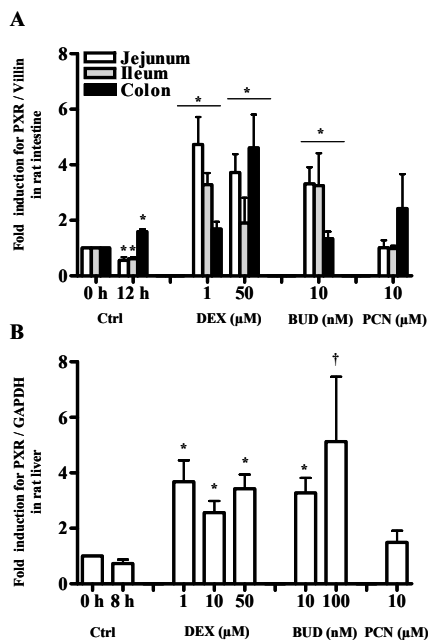 A
Fold induction for PXR / Villin
in rat intestine
8
6
4
2
0
Jejunum
Ileum
Colon
* * * * * *
0 h 12 h 1 50 10 10
Ctrl DEX (µM) BUD (nM) PCN (µM)
B
Fold induction for PXR / GAPDH
in rat liver
8
6
4
2
0
* * * * †
0 h 8 h 1 10 50 10 100 10
Ctrl DEX (µM) BUD (nM) PCN (µM)